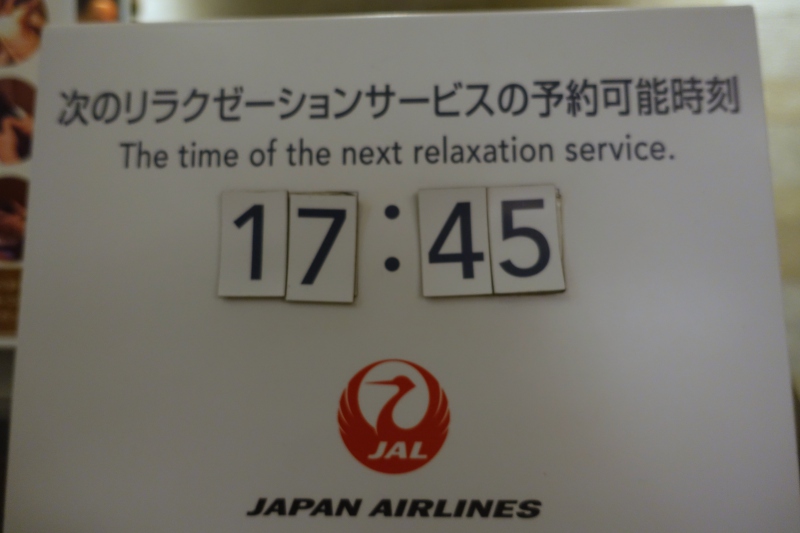 次のリラクゼーションサービスの予約可能時刻
The time of the next relaxation service.
17:45
JAL
JAPAN AIRLINES